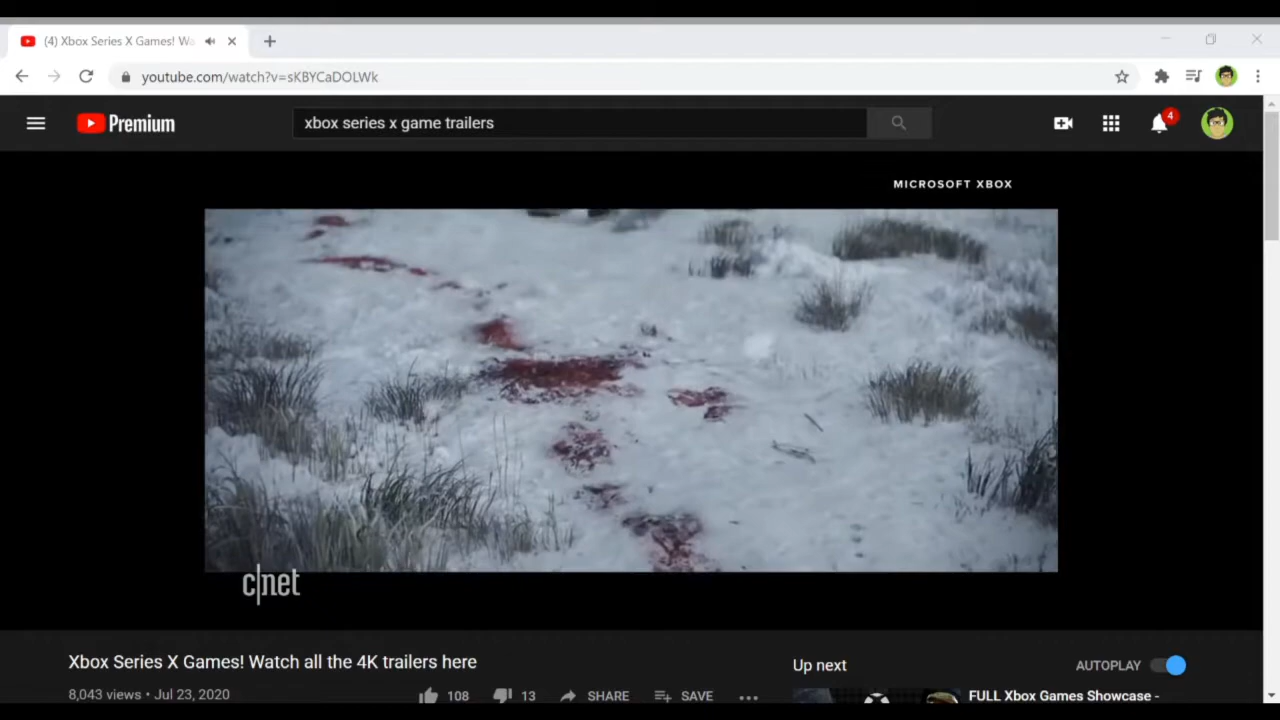 (4) Xbox Series X Games! Wa
youtube.com/watch?v=sKBYCaDOLWk
Premium
xbox series x game trailers
4
MICROSOFT XBOX
c|net
Xbox Series X Games! Watch all the 4K trailers here
8,043 views • Jul 23, 2020
108
13
SHARE
SAVE
Up next
AUTOPLAY
FULL Xbox Games Showcase -